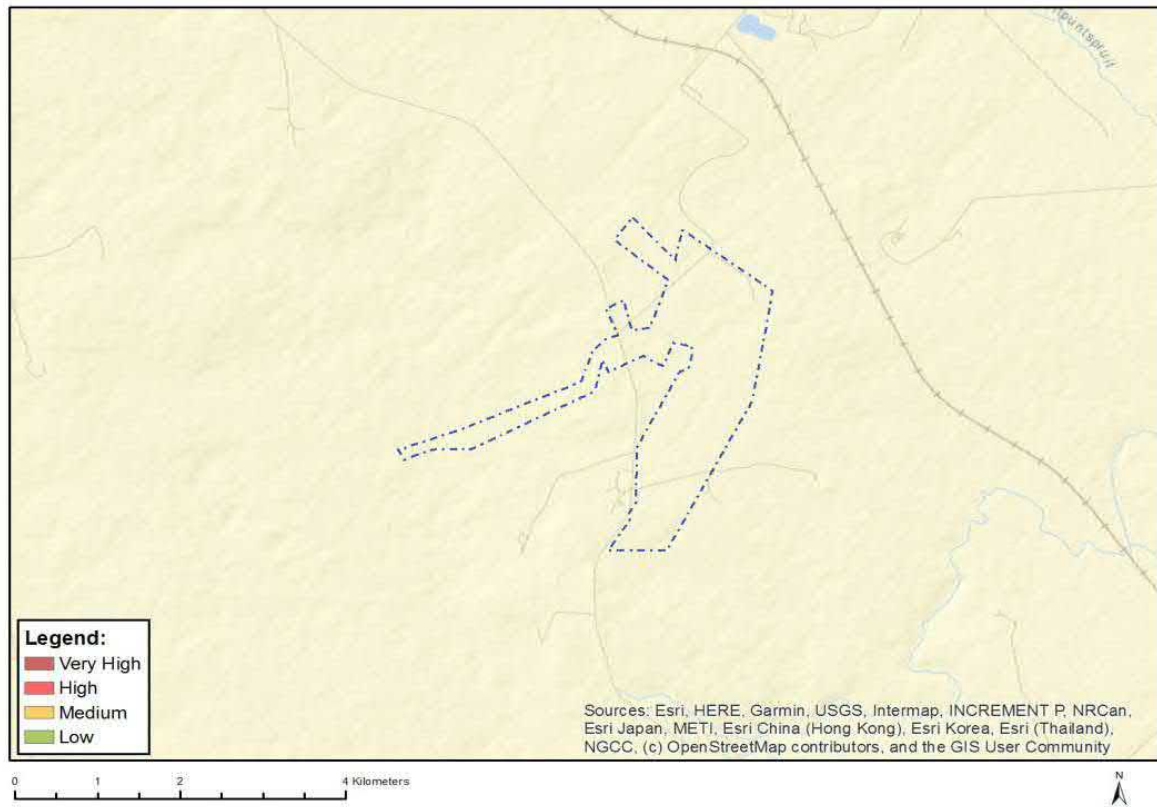 Legend:
Very High
High
Medium
Low
Sources: Esri, HERE, Garmin, USGS, Intermap, INCREMENT P, NRCan,
Esri Japan, METI, Esri China (Hong Kong), Esri Korea, Esri (Thailand),
NGCC, (c) OpenStreetMap contributors, and the GIS User Community
0 1 2 4 Kilometers
N